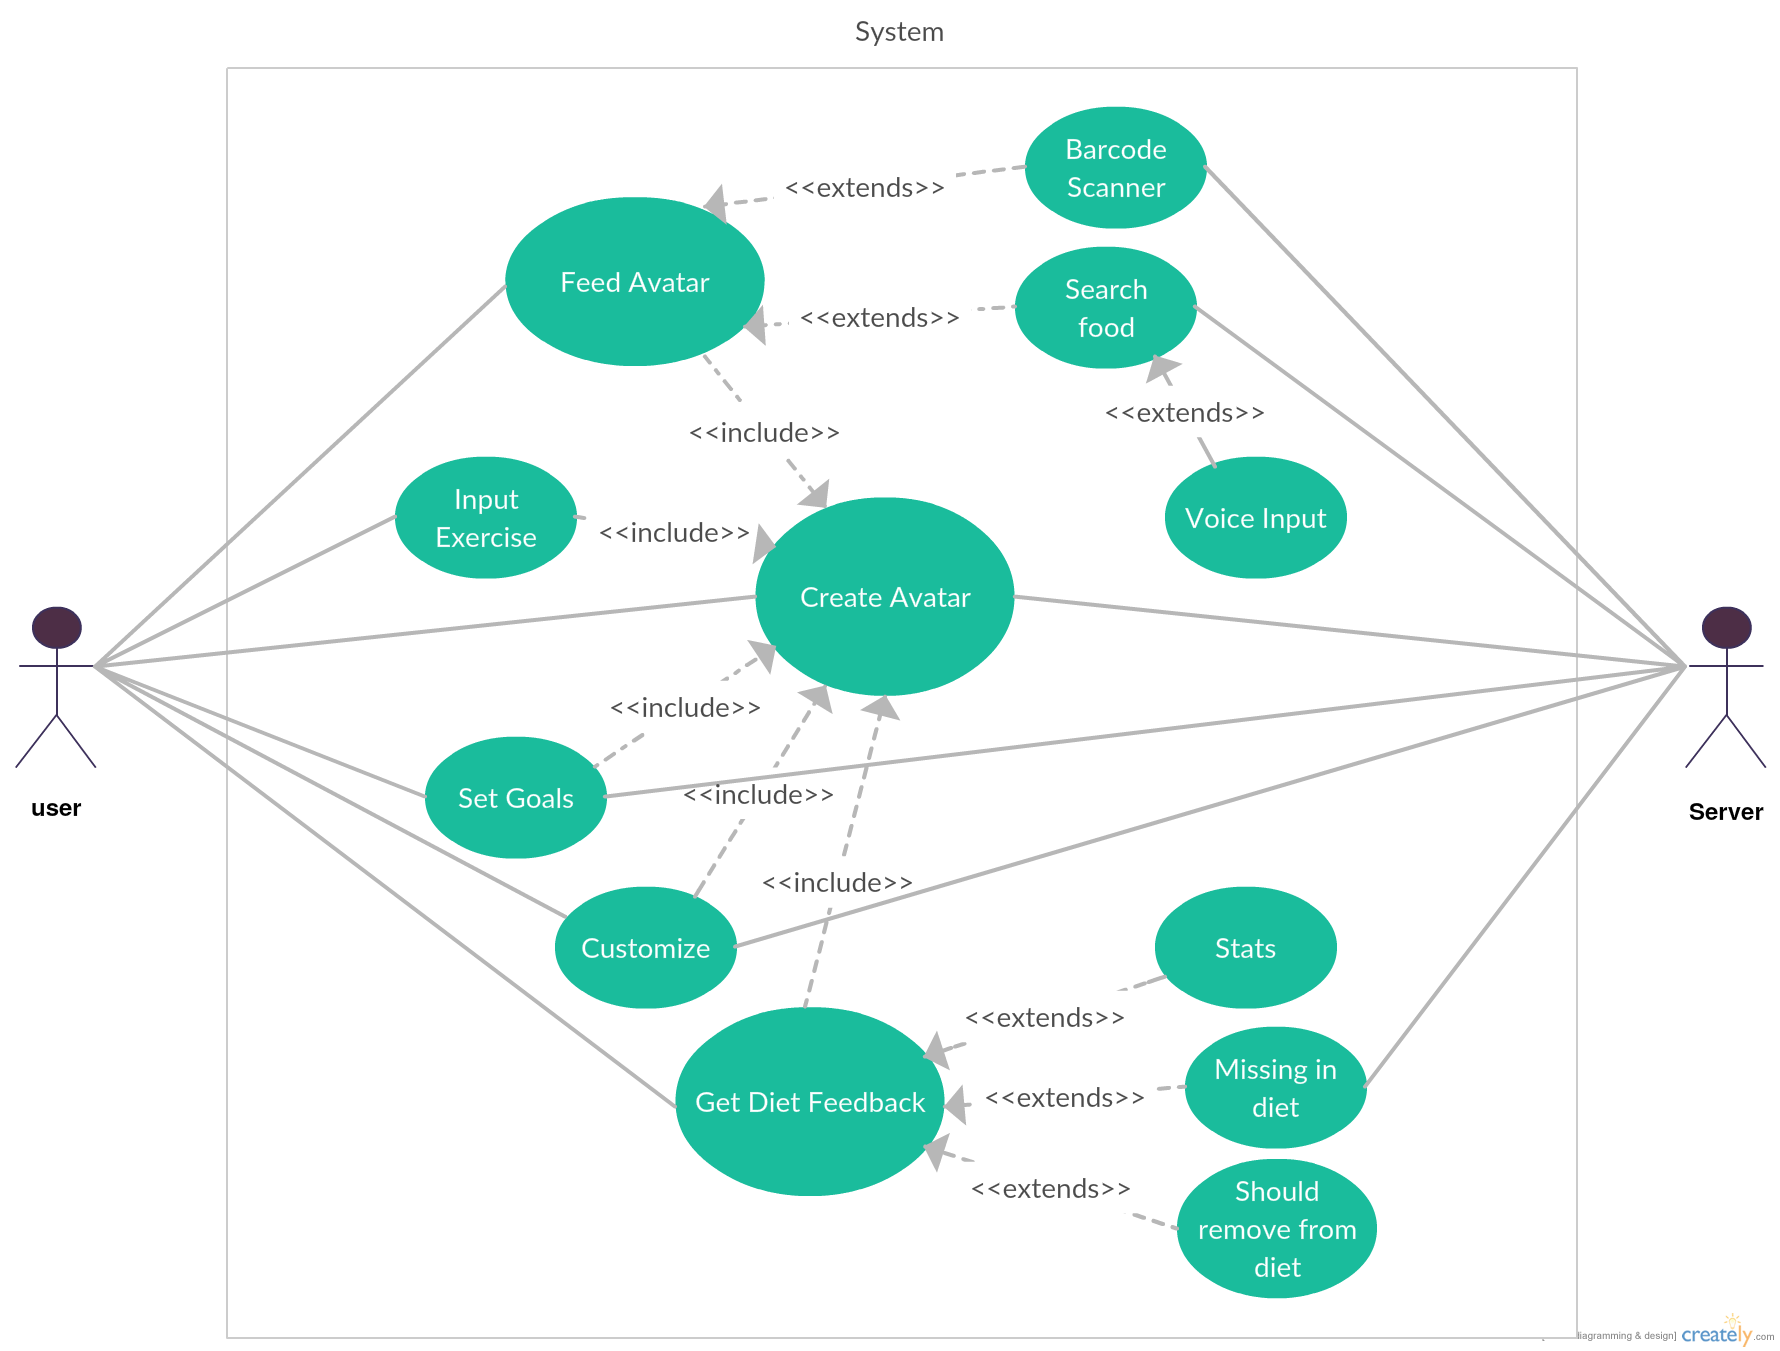 System
Barcode
Scanner
<<extends>>
Feed Avatar
Search
food
<<extends>>
<<extends>>
<<include>>
Input
Exercise
<<include>>
Voice Input
Create Avatar
<<include>>
Set Goals
<<include>>
user
Server
<<include>>
Customize
Stats
<<extends>>
Get Diet Feedback
Missing in
diet
<<extends>>
<<extends>>
Should
remove from
diet
& design] creately.com